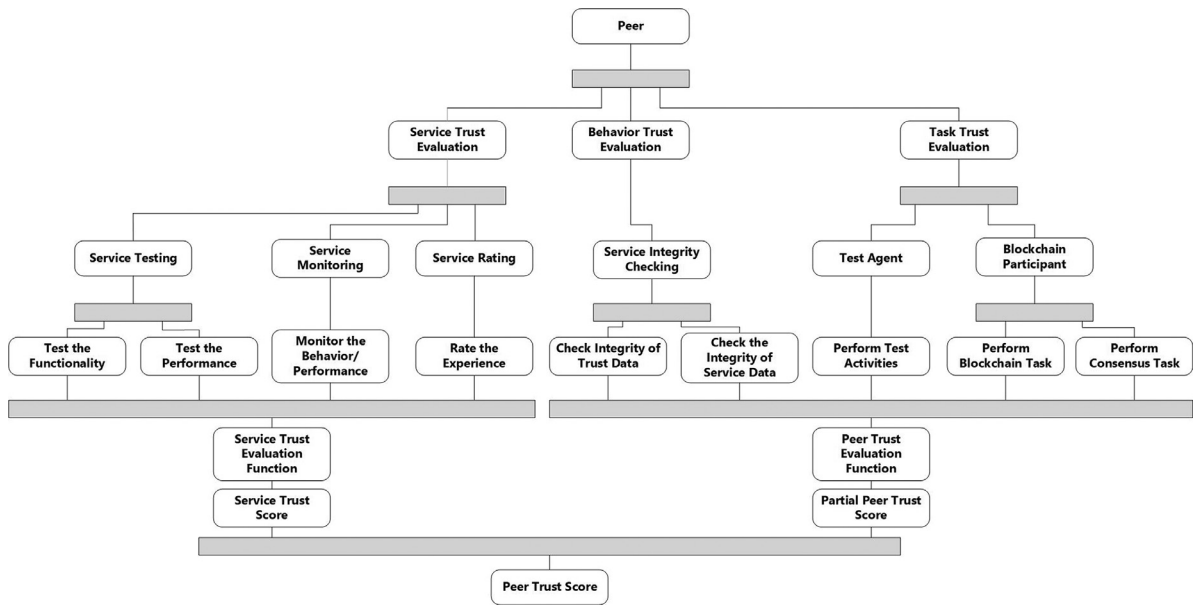 Peer
Service Trust
Evaluation
Behavior Trust
Evaluation
Task Trust
Evaluation
Service Testing
Service
Monitoring
Service Rating
Service Integrity
Checking
Test Agent
Blockchain
Participant
Test the
Functionality
Test the
Performance
Monitor the
Behavior/
Performance
Rate the
Experience
Check Integrity of
Trust Data
Check the
Integrity of
Service Data
Perform Test
Activities
Perform
Blockchain Task
Perform
Consensus Task
Service Trust
Evaluation
Function
Peer Trust
Evaluation
Function
Service Trust
Score
Partial Peer Trust
Score
Peer Trust Score